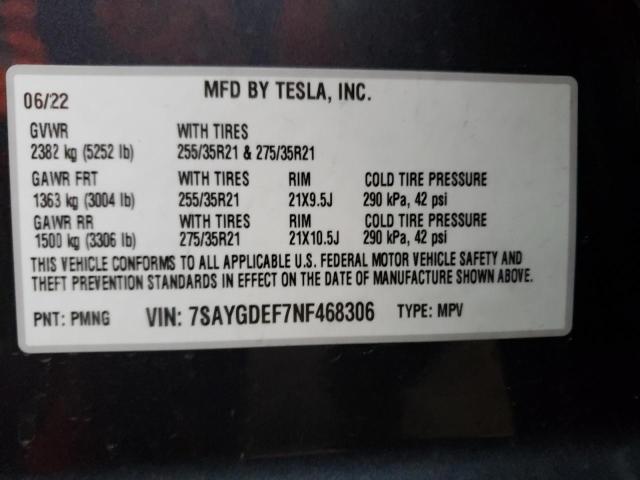 06/22 MFD BY TESLA, INC.
GVWR WITH TIRES
2382 kg (5252 lb) 255/35R21 & 275/35R21
GAWR FRT WITH TIRES RIM COLD TIRE PRESSURE
1363 kg (3004 lb) 255/35R21 21X9.5J 290 kPa, 42 psi
GAWR RR WITH TIRES RIM COLD TIRE PRESSURE
1500 kg (3306 lb) 275/35R21 21X10.5J 290 kPa, 42 psi
THIS VEHICLE CONFORMS TO ALL APPLICABLE U.S. FEDERAL MOTOR VEHICLE SAFETY AND
THEFT PREVENTION STANDARDS IN EFFECT ON THE DATE OF MANUFACTURE SHOWN ABOVE.
PNT: PMNG VIN: 7SAYGDEF7NF468306 TYPE: MPV